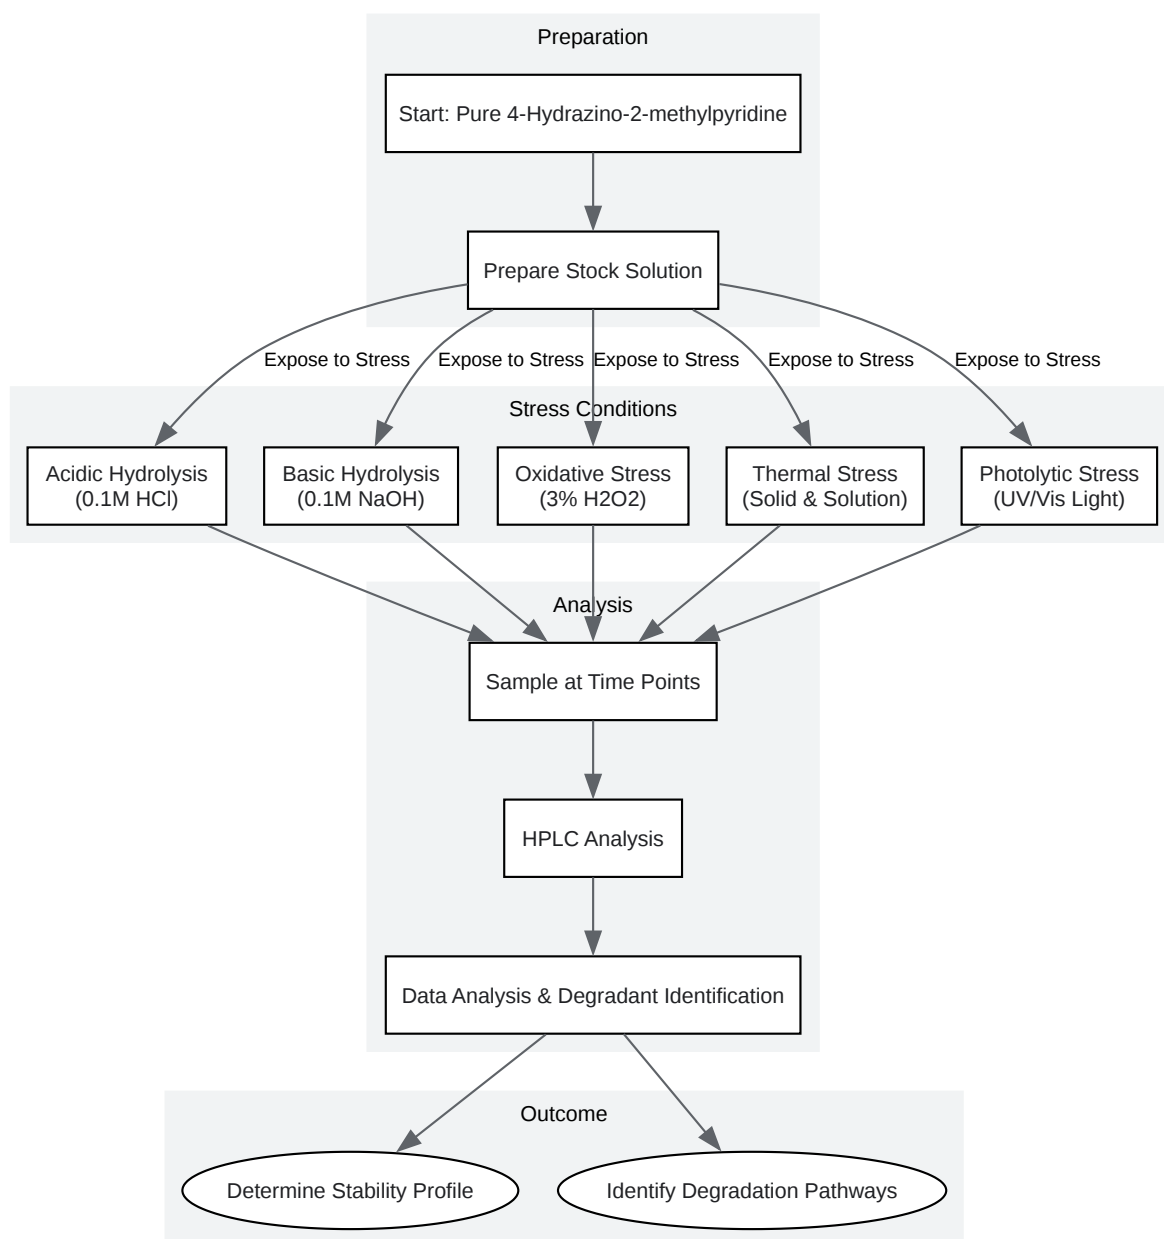 Preparation
Start: Pure 4-Hydrazino-2-methylpyridine
Prepare Stock Solution
Expose to Stress
Expose to Stress
Expose to Stress
Expose to Stress
Expose to Stress
Stress Conditions
Acidic Hydrolysis
(0.1M HCl)
Basic Hydrolysis
(0.1M NaOH)
Oxidative Stress
(3% H2O2)
Thermal Stress
(Solid & Solution)
Photolytic Stress
(UV/Vis Light)
Analysis
Sample at Time Points
HPLC Analysis
Data Analysis & Degradant Identification
Outcome
Determine Stability Profile
Identify Degradation Pathways